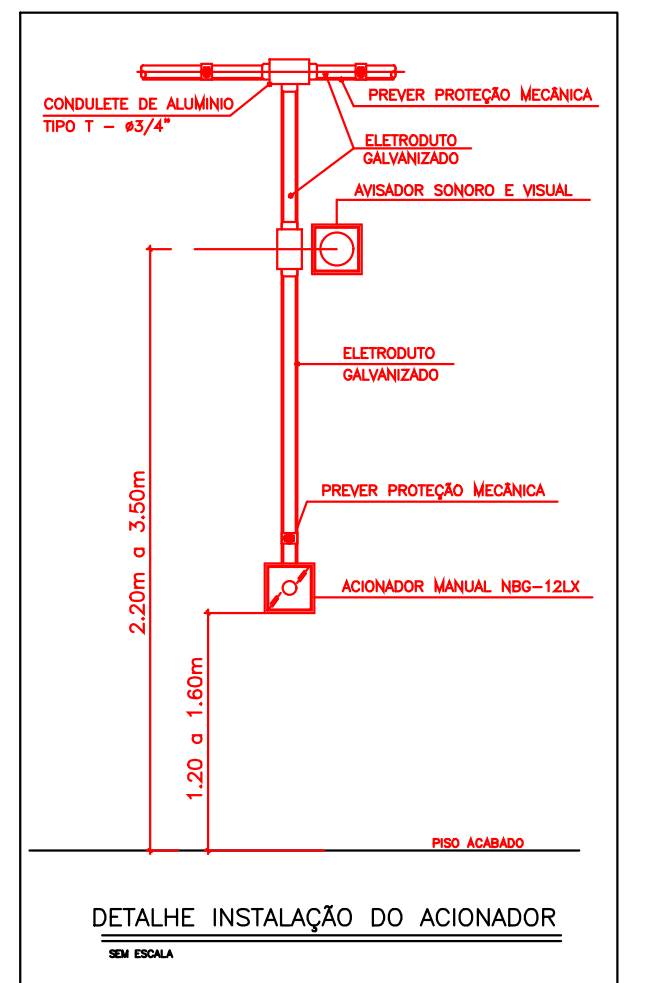 CONDULETE DE ALUMINIO
TIPO T – ø3/4"
PREVER PROTEÇÃO MECÂNICA
ELETRODUTO
GALVANIZADO
AVISADOR SONORO E VISUAL
ELETRODUTO
GALVANIZADO
PREVER PROTEÇÃO MECÂNICA
2.20m a 3.50m
ACIONADOR MANUAL NBG-12LX
1.20 a 1.60m
PISO ACABADO
DETALHE INSTALAÇÃO DO ACIONADOR
SEM ESCALA